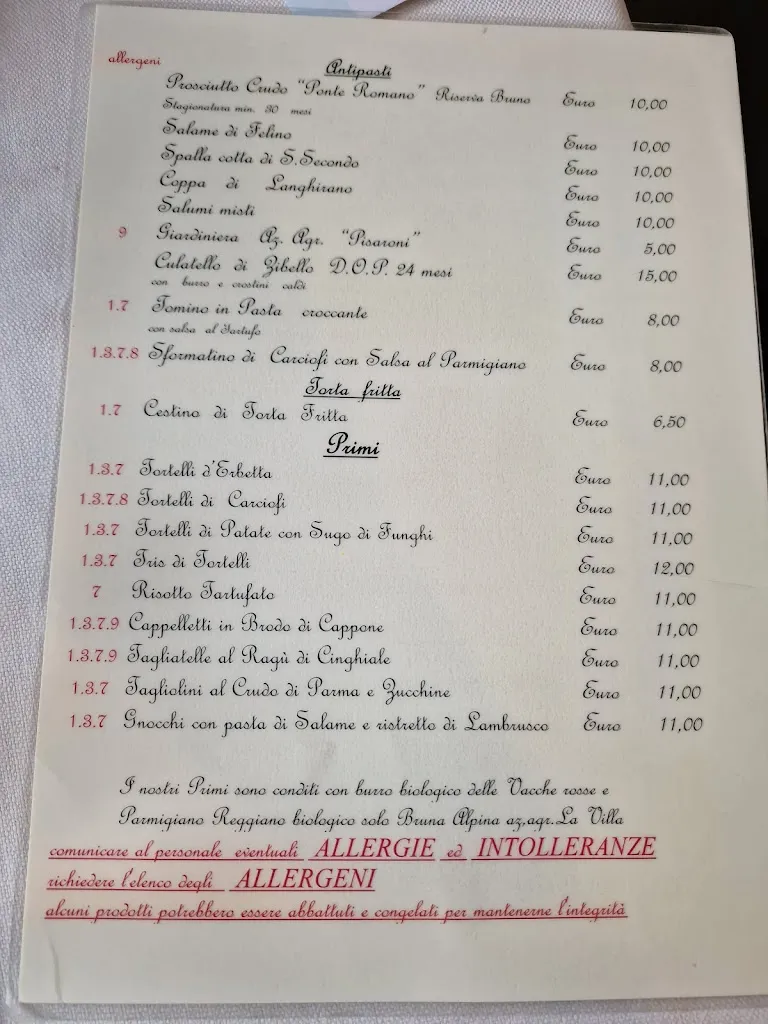 allergeni
Antipasti
Prosciutto Crudo "Ponte Romano" Riserva Bruno Euro 10,00
Stagionatura min. 30 mesi
Salame di Felino Euro 10,00
Spalla cotta di S.Secondo Euro 10,00
Coppa di Langhirano Euro 10,00
Salumi misti Euro 10,00
9 Giardiniera Az. Agr. "Pisaroni" Euro 5,00
Culatello di Zibello D.O.P. 24 mesi Euro 15,00
con burro e crostini caldi
1.7 Tomino in Pasta croccante Euro 8,00
con salsa al Tartufo
1.3.7.8 Sformatino di Carciofi con Salsa al Parmigiano Euro 8,00
Torta fritta
1.7 Cestino di Torta Fritta Euro 6,50
Primi
1.3.7 Tortelli d'Erbetta Euro 11,00
1.3.7.8 Tortelli di Carciofi Euro 11,00
1.3.7 Tortelli di Patate con Sugo di Funghi Euro 11,00
1.3.7 Tris di Tortelli Euro 12,00
7 Risotto Tartufato Euro 11,00
1.3.7.9 Cappelletti in Brodo di Cappone Euro 11,00
1.3.7.9 Tagliatelle al Ragù di Cinghiale Euro 11,00
1.3.7 Tagliolini al Crudo di Parma e Zucchine Euro 11,00
1.3.7 Gnocchi con pasta di Salame e ristretto di Lambrusco Euro 11,00
I nostri Primi sono conditi con burro biologico delle Vacche rosse e
Parmigiano Reggiano biologico solo Bruna Alpina az,agr.La Villa
comunicare al personale eventuali ALLERGIE ed INTOLLERANZE
richiedere l'elenco degli ALLERGENI
alcuni prodotti potrebbero essere abbattuti e congelati per mantenerne l'integrità